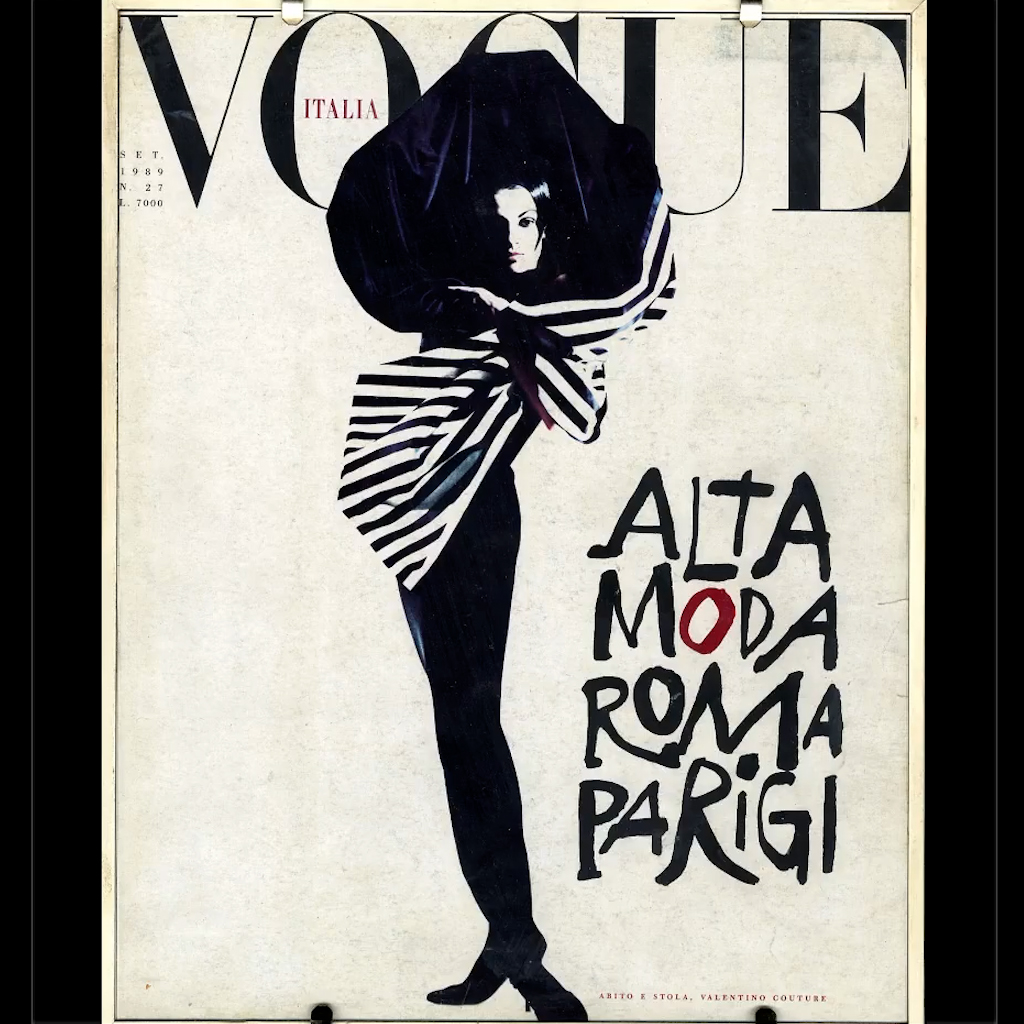 VOGUE
ITALIA
SET.
1989
N. 27
L. 7000
ALTA
MODA
ROMA
PARiGI
ABITO E STOLA, VALENTINO COUTURE